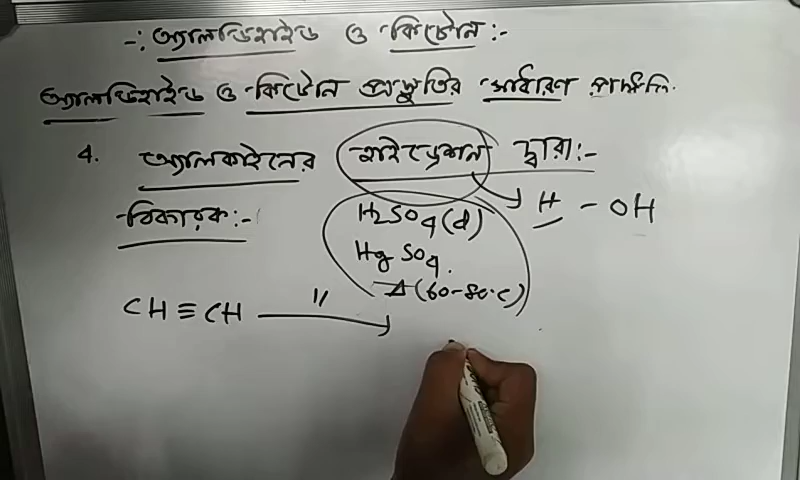 -: অ্যালডিহাইড ও কিটোন :-
অ্যালডিহাইড ও কিটোন প্রস্তুতির সাধারণ পদ্ধতি.
4. অ্যালকাইনের হাইড্রেশন দ্বারা:-
বিকারক:- H2SO4(d) H - OH
HgSO4.
Δ(60-80°C)
CH≡CH "